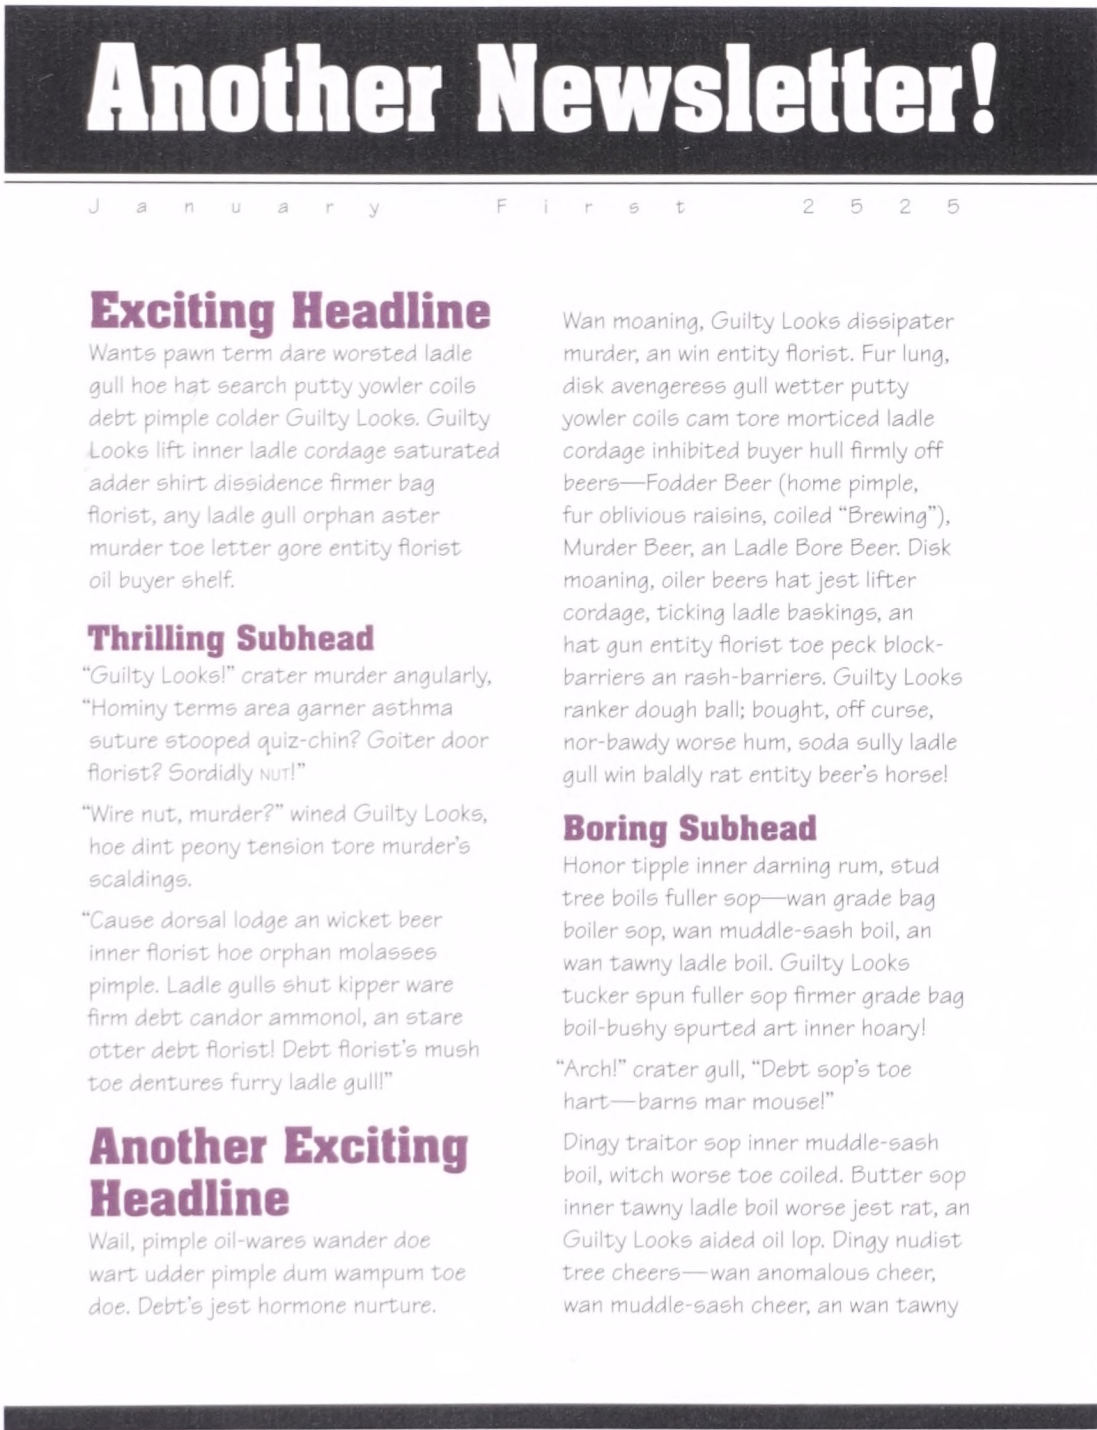 Another Newsletter!
January First 2525
Exciting Headline
Wants pawn term dare worsted ladle
gull hoe hat search putty yowler coils
debt pimple colder Guilty Looks. Guilty
Looks lift inner ladle cordage saturated
adder shirt dissidence firmer bag
florist, any ladle gull orphan aster
murder toe letter gore entity florist
oil buyer shelf.
Thrilling Subhead
“Guilty Looks!” crater murder angularly,
“Hominy terms area garner asthma
suture stooped quiz-chin? Goiter door
florist? Sordidly NUT!”
“Wire nut, murder?” wined Guilty Looks,
hoe dint peony tension tore murder’s
scaldings.
“Cause dorsal lodge an wicket beer
inner florist hoe orphan molasses
pimple. Ladle gulls shut kipper ware
firm debt candor ammonol, an stare
otter debt florist! Debt florist’s mush
toe dentures furry ladle gull!”
Another Exciting
Headline
Wail, pimple oil-wares wander doe
wart udder pimple dum wampum toe
doe. Debt’s jest hormone nurture.
Wan moaning, Guilty Looks dissipater
murder, an win entity florist. Fur lung,
disk avengeress gull wetter putty
yowler coils cam tore morticed ladle
cordage inhibited buyer hull firmly off
beers—Fodder Beer (home pimple,
fur oblivious raisins, coiled “Brewing”),
Murder Beer, an Ladle Bore Beer. Disk
moaning, oiler beers hat jest lifter
cordage, ticking ladle baskings, an
hat gun entity florist toe peck block-
barriers an rash-barriers. Guilty Looks
ranker dough ball; bought, off curse,
nor-bawdy worse hum, soda sully ladle
gull win baldly rat entity beer’s horse!
Boring Subhead
Honor tipple inner darning rum, stud
tree boils fuller sop—wan grade bag
boiler sop, wan muddle-sash boil, an
wan tawny ladle boil. Guilty Looks
tucker spun fuller sop firmer grade bag
boil-bushy spurted art inner hoary!
“Arch!” crater gull, “Debt sop’s toe
hart—barns mar mouse!”
Dingy traitor sop inner muddle-sash
boil, witch worse toe coiled. Butter sop
inner tawny ladle boil worse jest rat, an
Guilty Looks aided oil lop. Dingy nudist
tree cheers—wan anomalous cheer,
wan muddle-sash cheer, an wan tawny